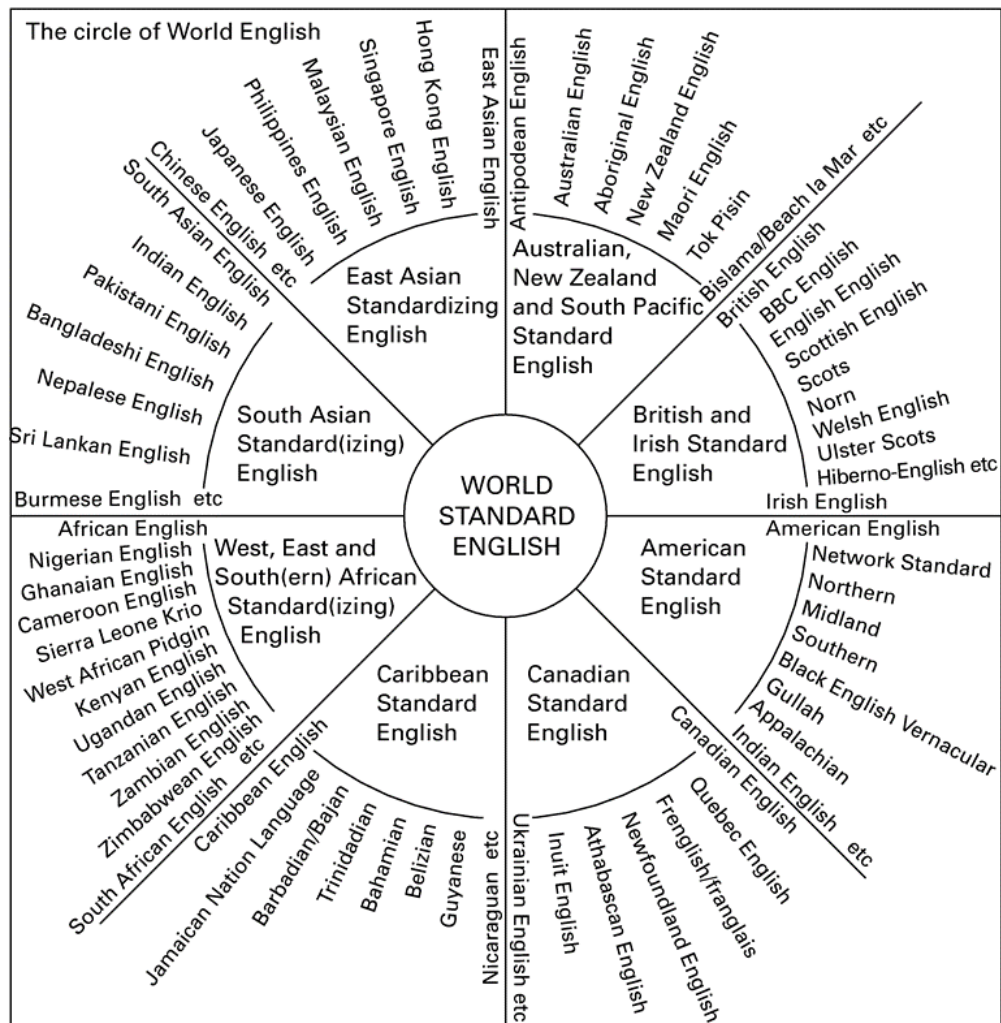 The circle of World English
WORLD
STANDARD
ENGLISH
East Asian
Standardizing
English
East Asian English
Hong Kong English
Singapore English
Malaysian English
Philippines English
Japanese English
Chinese English etc
Australian,
New Zealand
and South Pacific
Standard
English
Antipodean English
Australian English
Aboriginal English
New Zealand English
Maori English
Tok Pisin
Bislama/Beach la Mar etc
British and
Irish Standard
English
British English
BBC English
English English
Scottish English
Scots
Norn
Welsh English
Ulster Scots
Hiberno-English etc
Irish English
American
Standard
English
American English
Network Standard
Northern
Midland
Southern
Black English Vernacular
Gullah
Appalachian
Indian English etc
Canadian
Standard
English
Canadian English
Quebec English
Frenglish/franglais
Newfoundland English
Athabascan English
Inuit English
Ukrainian English etc
Caribbean
Standard
English
Caribbean English
Jamaican Nation Language
Barbadian/Bajan
Trinidadian
Bahamian
Belizian
Guyanese
Nicaraguan etc
West, East and
South(ern) African
Standard(izing)
English
African English
Nigerian English
Ghanaian English
Cameroon English
Sierra Leone Krio
West African Pidgin
Kenyan English
Ugandan English
Tanzanian English
Zambian English
Zimbabwean English
South African English etc
South Asian
Standard(izing)
English
South Asian English
Indian English
Pakistani English
Bangladeshi English
Nepalese English
Sri Lankan English
Burmese English etc